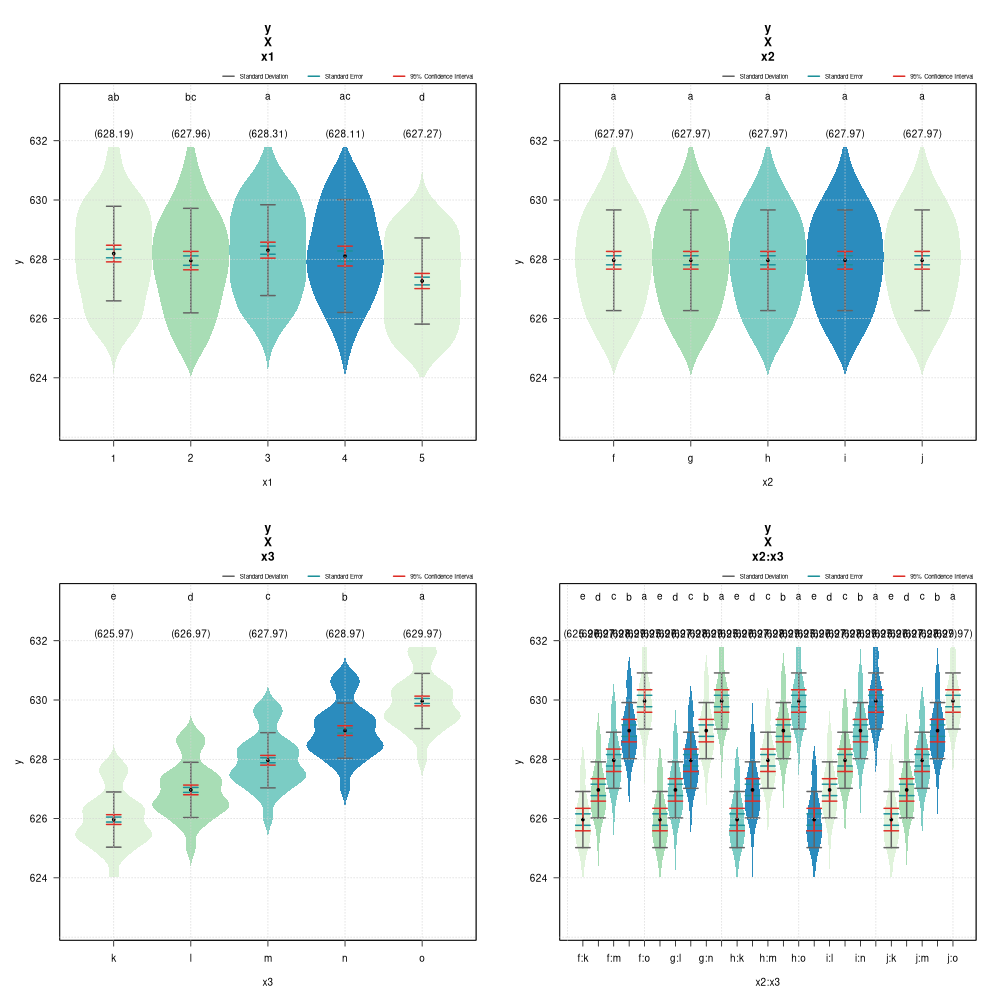 y
X
x1
Standard Deviation Standard Error 95% Confidence Interval
ab bc a ac d
(628.19) (627.96) (628.31) (628.11) (627.27)
632
630
628
626
624
y
1 2 3 4 5
x1
y
X
x2
Standard Deviation Standard Error 95% Confidence Interval
a a a a a
(627.97) (627.97) (627.97) (627.97) (627.97)
632
630
628
626
624
y
f g h i j
x2
y
X
x3
Standard Deviation Standard Error 95% Confidence Interval
e d c b a
(625.97) (626.97) (627.97) (628.97) (629.97)
632
630
628
626
624
y
k l m n o
x3
y
X
x2:x3
Standard Deviation Standard Error 95% Confidence Interval
e d c b a e d c b a e d c b a e d c b a e d c b a
632
630
628
626
624
y
f:k f:m f:o g:l g:n h:k h:m h:o i:l i:n j:k j:m j:o
x2:x3